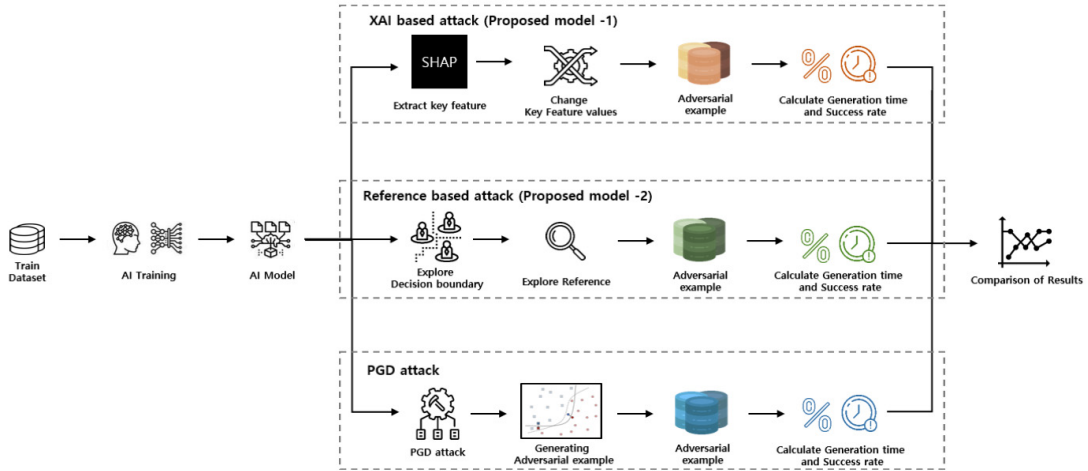 XAI based attack (Proposed model -1)
SHAP
Extract key feature
Change
Key Feature values
Adversarial
example
Calculate Generation time
and Success rate
Reference based attack (Proposed model -2)
Train
Dataset
AI Training
AI Model
Explore
Decision boundary
Explore Reference
Adversarial
example
Calculate Generation time
and Success rate
Comparison of Results
PGD attack
PGD attack
Generating
Adversarial example
Adversarial
example
Calculate Generation time
and Success rate